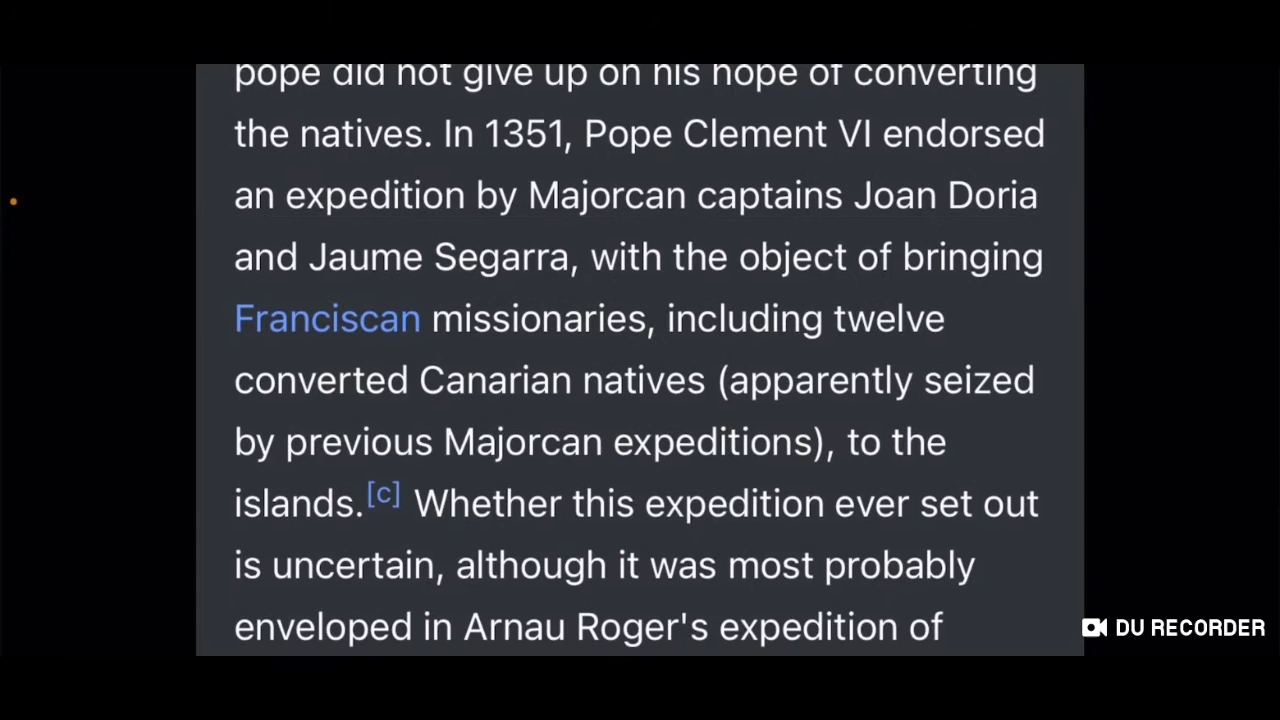 pope did not give up on his hope of converting
the natives. In 1351, Pope Clement VI endorsed
an expedition by Majorcan captains Joan Doria
and Jaume Segarra, with the object of bringing
Franciscan missionaries, including twelve
converted Canarian natives (apparently seized
by previous Majorcan expeditions), to the
islands.[c] Whether this expedition ever set out
is uncertain, although it was most probably
enveloped in Arnau Roger's expedition of
DU RECORDER